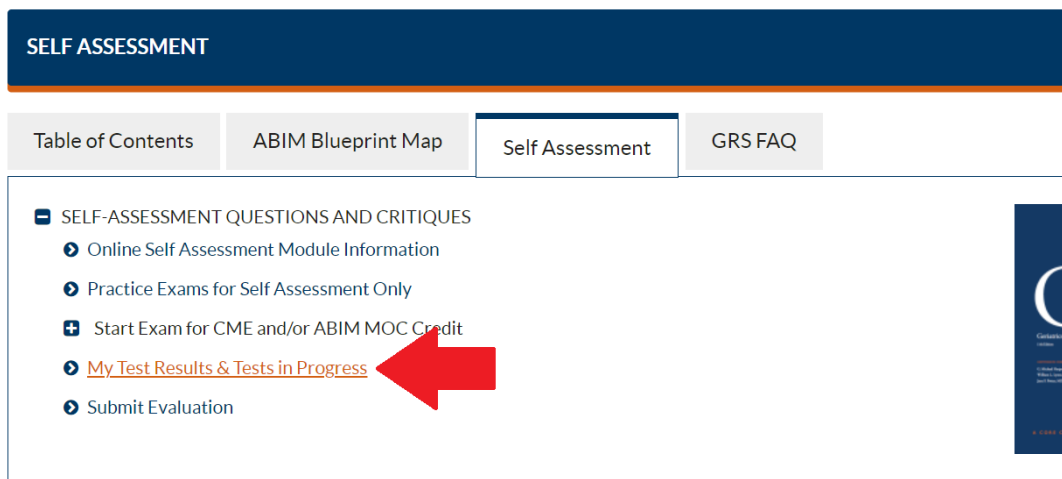 SELF ASSESSMENT
Table of Contents ABIM Blueprint Map Self Assessment GRS FAQ
SELF-ASSESSMENT QUESTIONS AND CRITIQUES
Online Self Assessment Module Information
Practice Exams for Self Assessment Only
Start Exam for CME and/or ABIM MOC Credit
My Test Results & Tests in Progress
Submit Evaluation